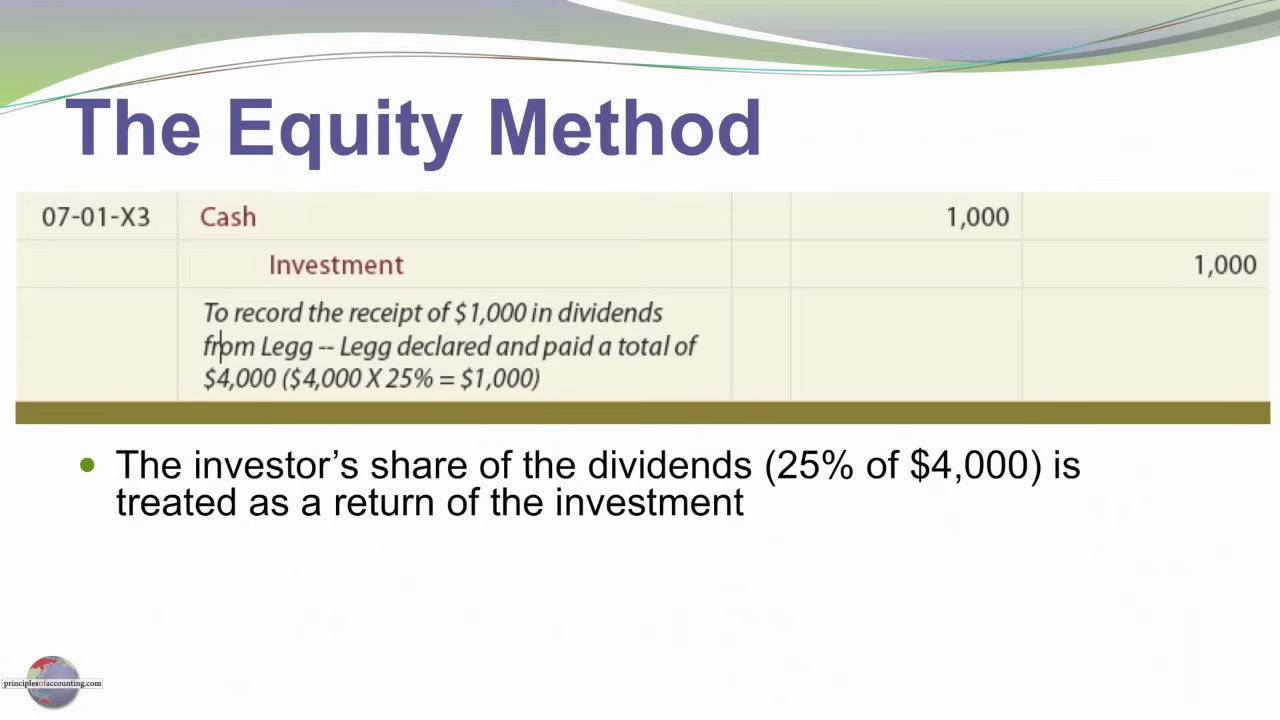 The Equity Method
07-01-X3 Cash 1,000
Investment 1,000
To record the receipt of $1,000 in dividends
from Legg -- Legg declared and paid a total of
$4,000 ($4,000 X 25% = $1,000)
• The investor’s share of the dividends (25% of $4,000) is
treated as a return of the investment
principlesofaccounting.com